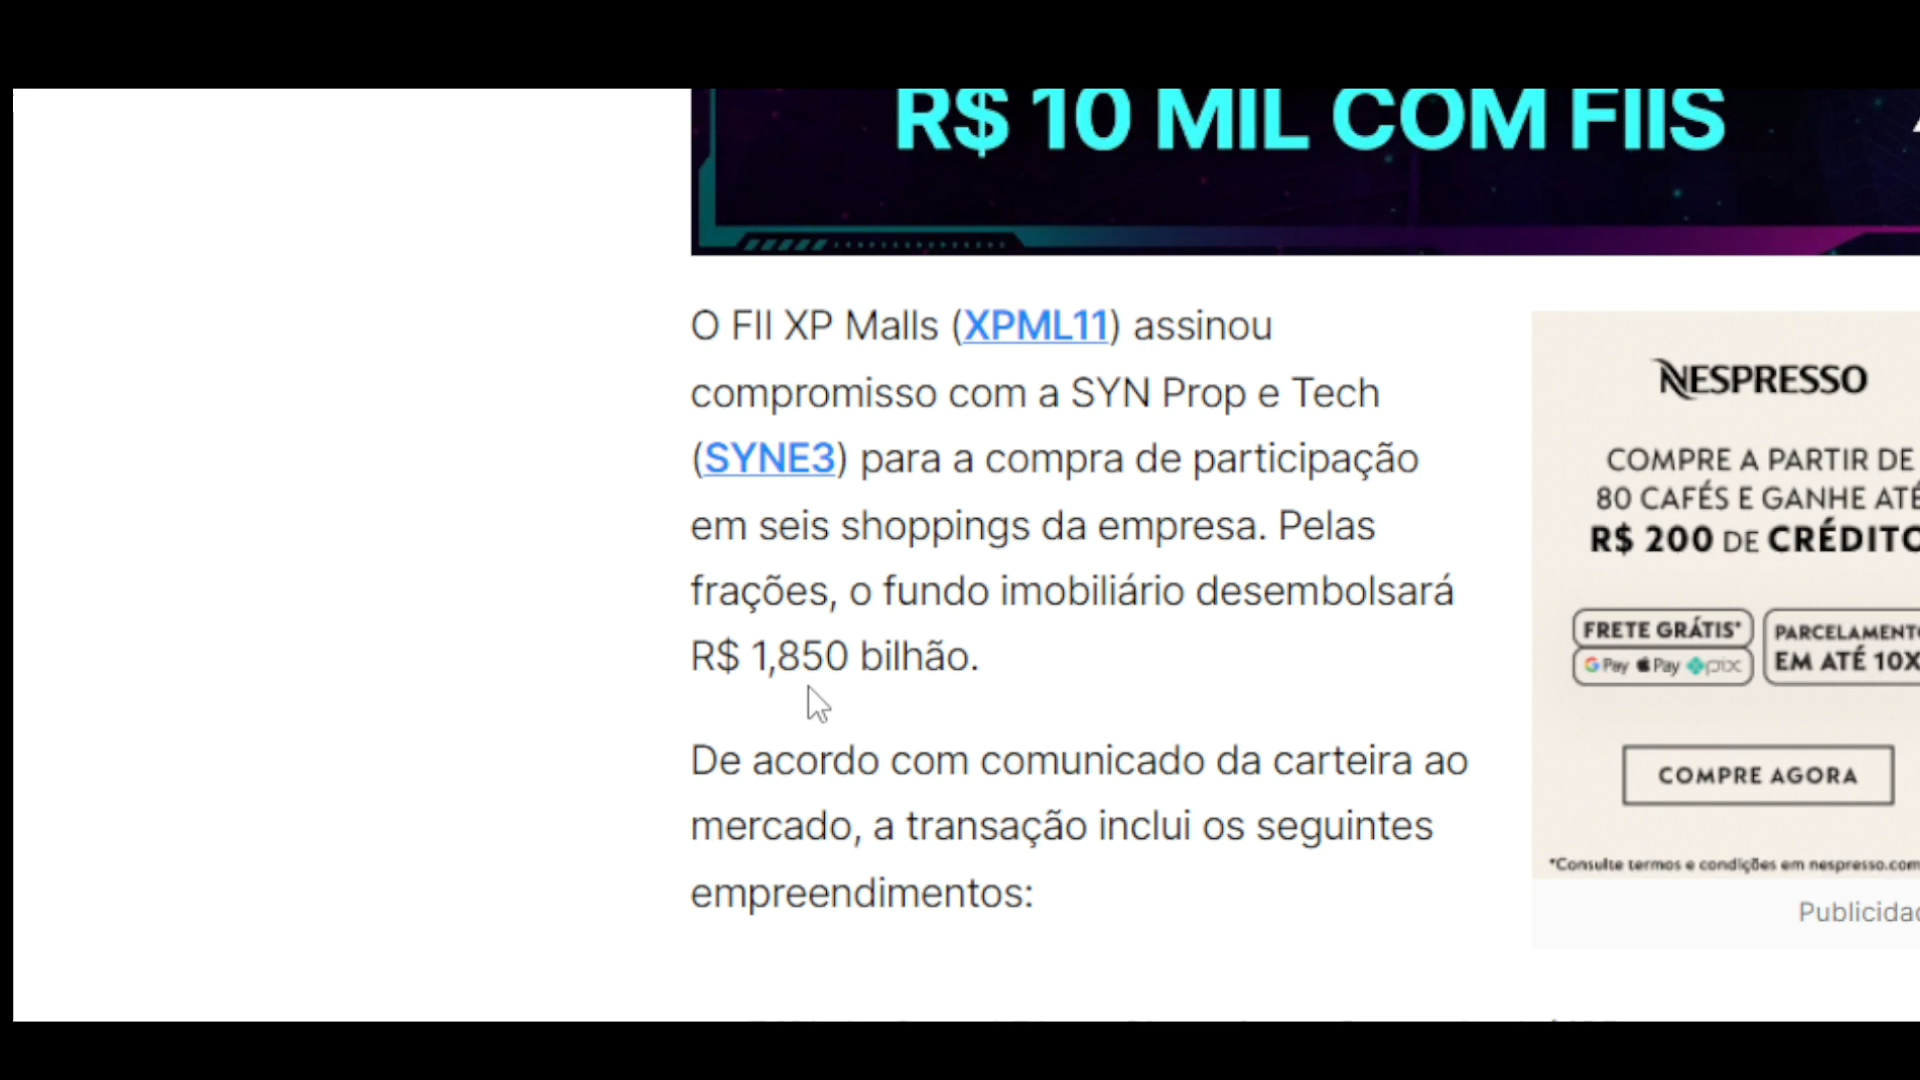 R$ 10 MIL COM FIIS
O FII XP Malls (XPML11) assinou
compromisso com a SYN Prop e Tech
(SYNE3) para a compra de participação
em seis shoppings da empresa. Pelas
frações, o fundo imobiliário desembolsará
R$ 1,850 bilhão.
De acordo com comunicado da carteira ao
mercado, a transação inclui os seguintes
empreendimentos:
NESPRESSO
COMPRE A PARTIR DE
80 CAFÉS E GANHE ATÉ
R$ 200 DE CRÉDITO
FRETE GRÁTIS*
G Pay Pay pix
PARCELAMENTO
EM ATÉ 10X
COMPRE AGORA
*Consulte termos e condições em nespresso.com